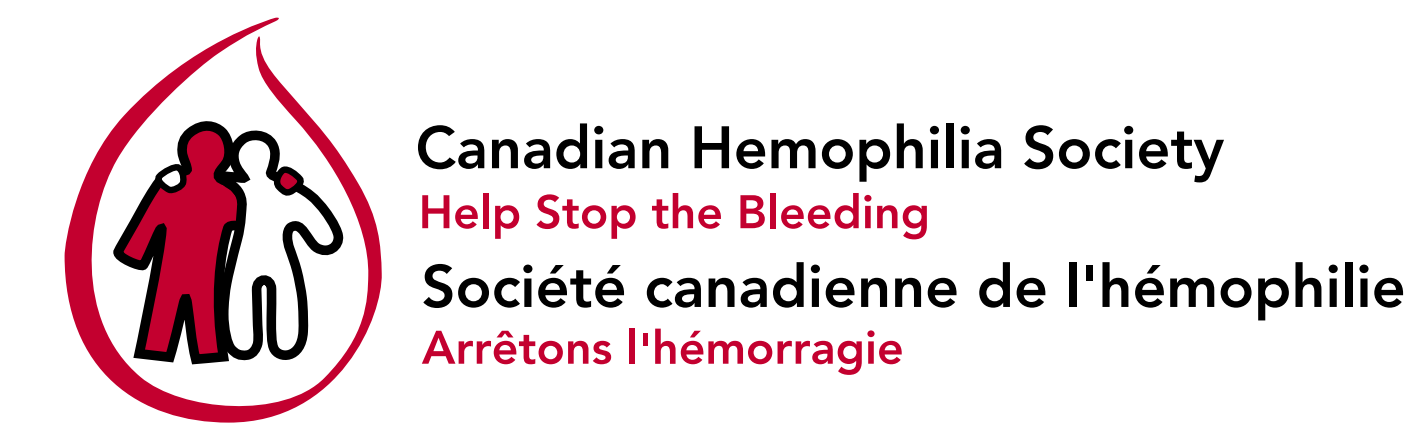 Canadian Hemophilia Society
Help Stop the Bleeding
Société canadienne de l'hémophilie
Arrêtons l'hémorragie